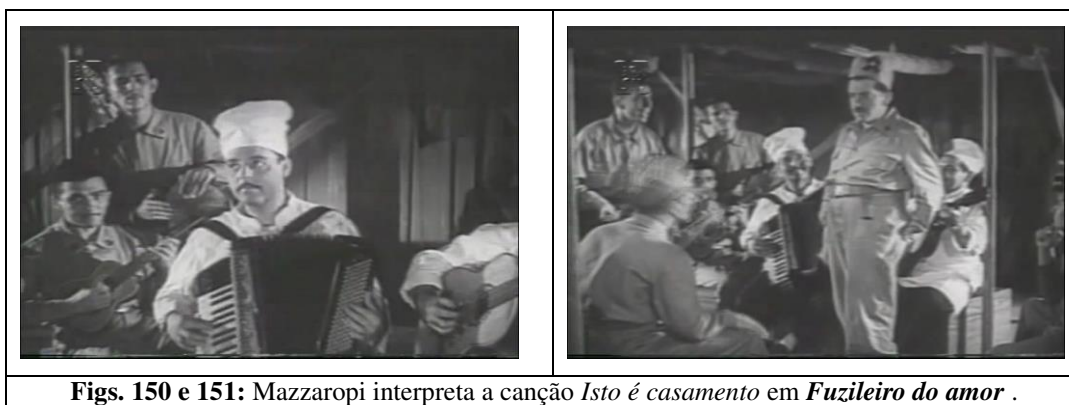 Figs. 150 e 151: Mazzaropi interpreta a canção Isto é casamento em Fuzileiro do amor .